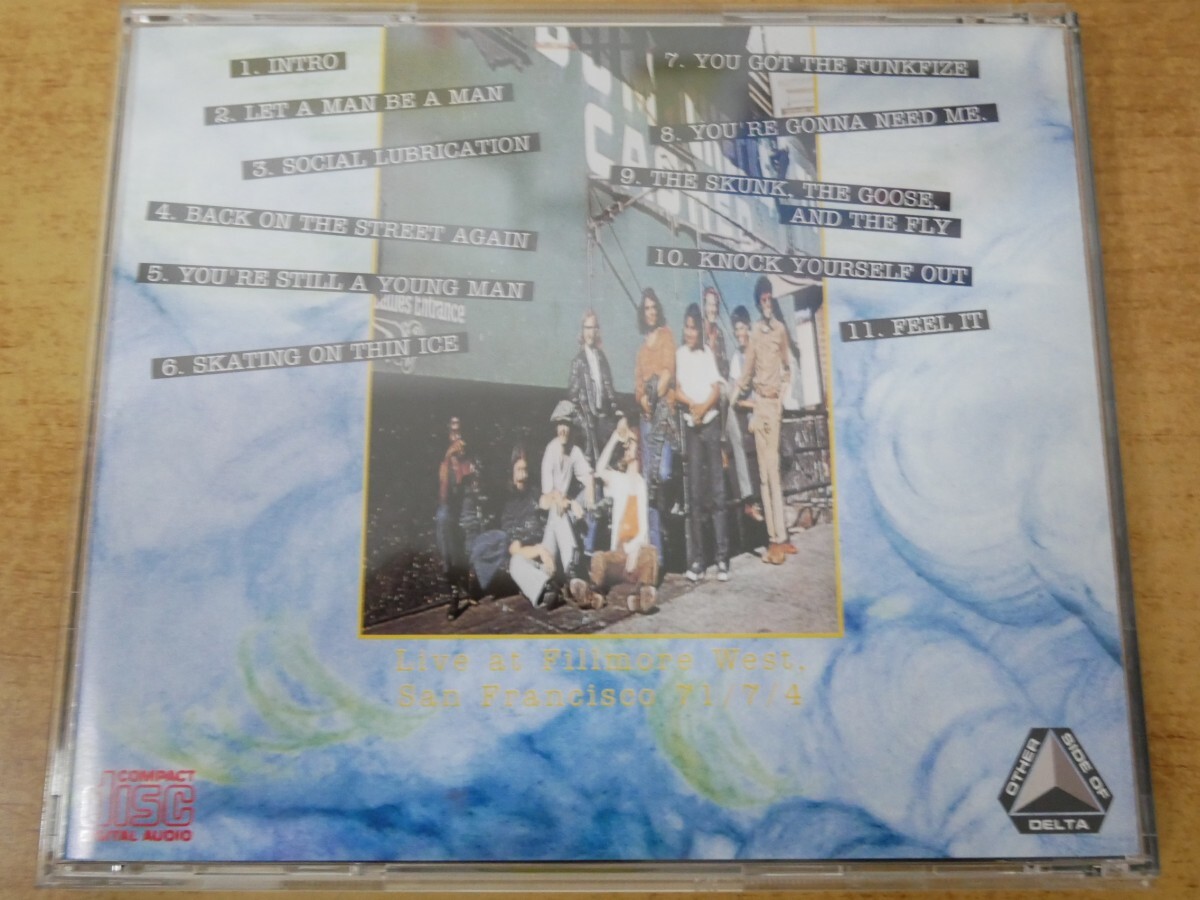 1. INTRO
2. LET A MAN BE A MAN
3. SOCIAL LUBRICATION
4. BACK ON THE STREET AGAIN
5. YOU'RE STILL A YOUNG MAN
6. SKATING ON THIN ICE
7. YOU GOT THE FUNKFIZE
8. YOU'RE GONNA NEED ME.
9. THE SKUNK, THE GOOSE,
AND THE FLY
10. KNOCK YOURSELF OUT
11. FEEL IT
Entrance
Live at Fillmore West,
San Francisco 71/7/4
COMPACT
disc
DIGITAL AUDIO
OTHER
SIDE OF
DELTA